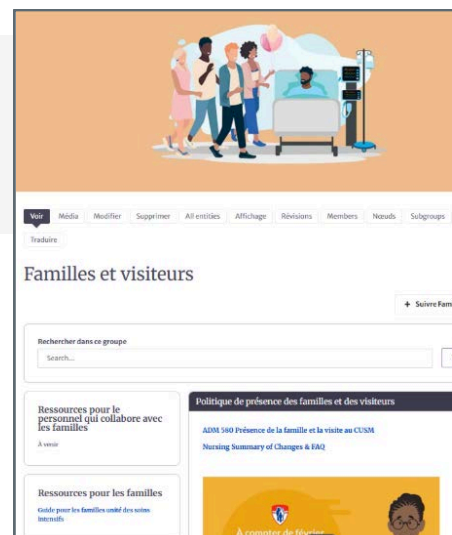 Voir Média Modifier Supprimer All entities Affichage Révisions Members Nœuds Subgroups
Traduire
Familles et visiteurs
+ Suivre Fam
Rechercher dans ce groupe
Search...
Ressources pour le
personnel qui collabore avec
les familles
À venir
Ressources pour les familles
Guide pour les familles unité des soins
intensifs
Politique de présence des familles et des visiteurs
ADM 560 Présence de la famille et la visite au CUSM
Nursing Summary of Changes & FAQ
À compter de février